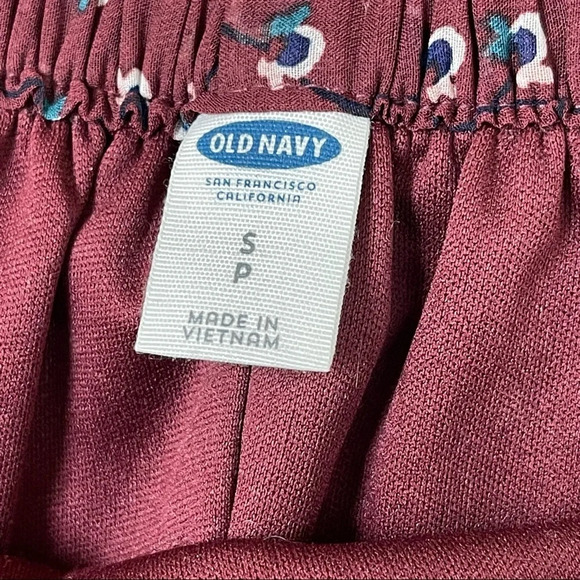 OLD NAVY
SAN FRANCISCO
CALIFORNIA
S
P
MADE IN
VIETNAM